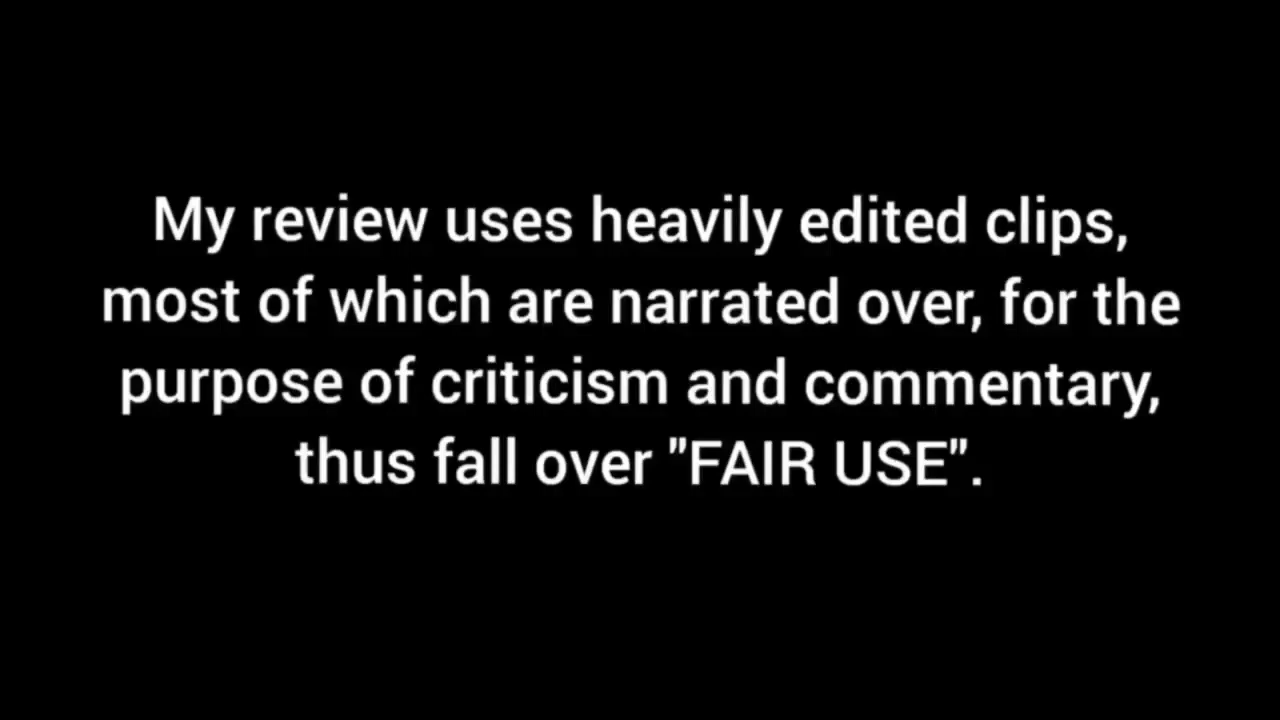 My review uses heavily edited clips,
most of which are narrated over, for the
purpose of criticism and commentary,
thus fall over "FAIR USE".